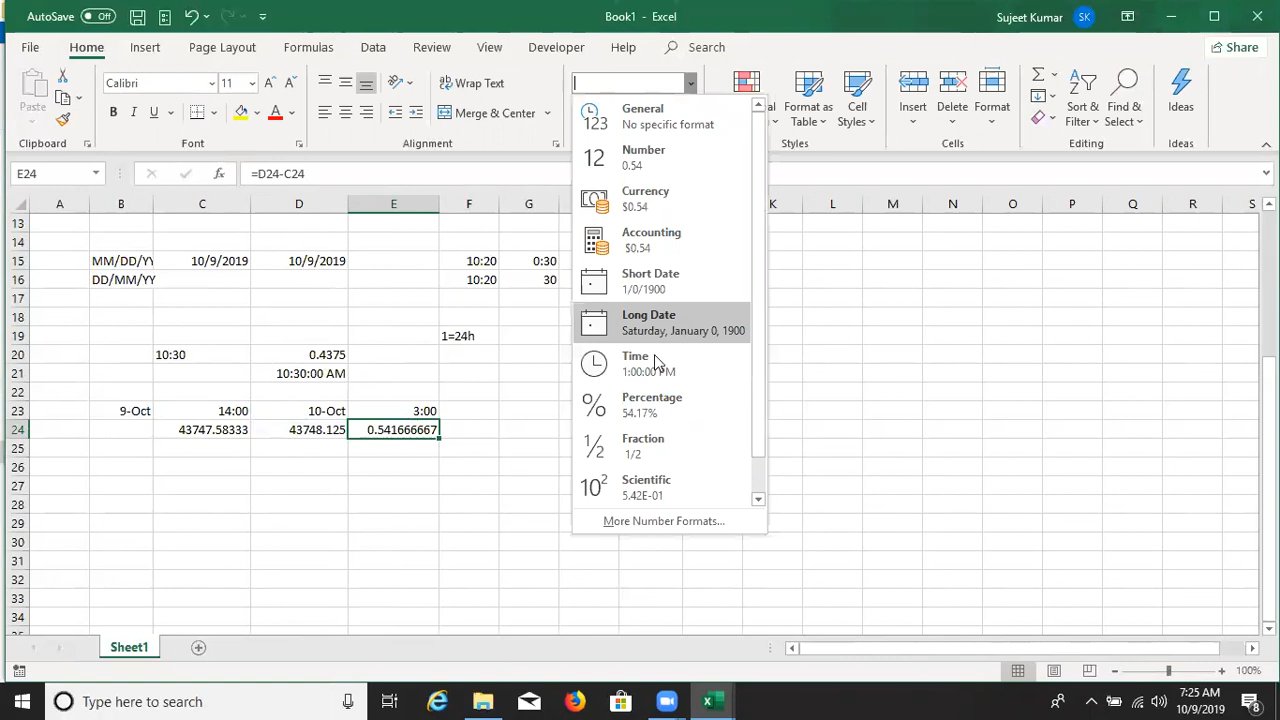 AutoSave Off Book1 - Excel Sujeet Kumar SK
File Home Insert Page Layout Formulas Data Review View Developer Help Search Share
Paste Calibri 11 A A Wrap Text Format as Cell Insert Delete Format Sort & Find & Ideas
B I U Merge & Center Table Styles Filter Select
Clipboard Font Alignment Styles Cells Editing Ideas
E24 fx =D24-C24
General
123 No specific format
12 Number
0.54
Currency
$0.54
Accounting
$0.54
Short Date
1/0/1900
Long Date
Saturday, January 0, 1900
Time
1:00:00 PM
Percentage
54.17%
Fraction
1/2
Scientific
10² 5.42E-01
More Number Formats...
A B C D E F G K L M N O P Q R S
13
14
15 MM/DD/YY 10/9/2019 10/9/2019 10:20 0:30
16 DD/MM/YY 10:20 30
17
18
19 1=24h
20 10:30 0.4375
21 10:30:00 AM
22
23 9-Oct 14:00 10-Oct 3:00
24 43747.58333 43748.125 0.541666667
25
26
27
28
29
30
31
32
33
34
Sheet1
100%
Type here to search 7:25 AM
10/9/2019 8